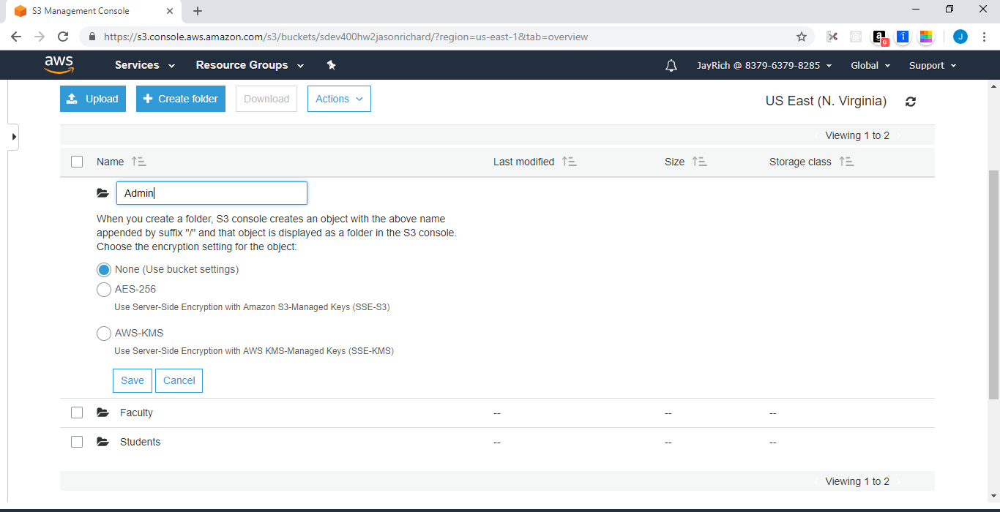 S3 Management Console
https://s3.console.aws.amazon.com/s3/buckets/sdev400hw2jasonrichard/?region=us-east-1&tab=overview
a
9
i
J
aws
Services
Resource Groups
JayRich @ 8379-6379-8285
Global
Support
Upload
Create folder
Download
Actions
US East (N. Virginia)
Viewing 1 to 2
Name
Last modified
Size
Storage class
Admin
When you create a folder, S3 console creates an object with the above name
appended by suffix "/" and that object is displayed as a folder in the S3 console.
Choose the encryption setting for the object:
None (Use bucket settings)
AES-256
Use Server-Side Encryption with Amazon S3-Managed Keys (SSE-S3)
AWS-KMS
Use Server-Side Encryption with AWS KMS-Managed Keys (SSE-KMS)
Save
Cancel
Faculty -- -- --
Students -- -- --
Viewing 1 to 2